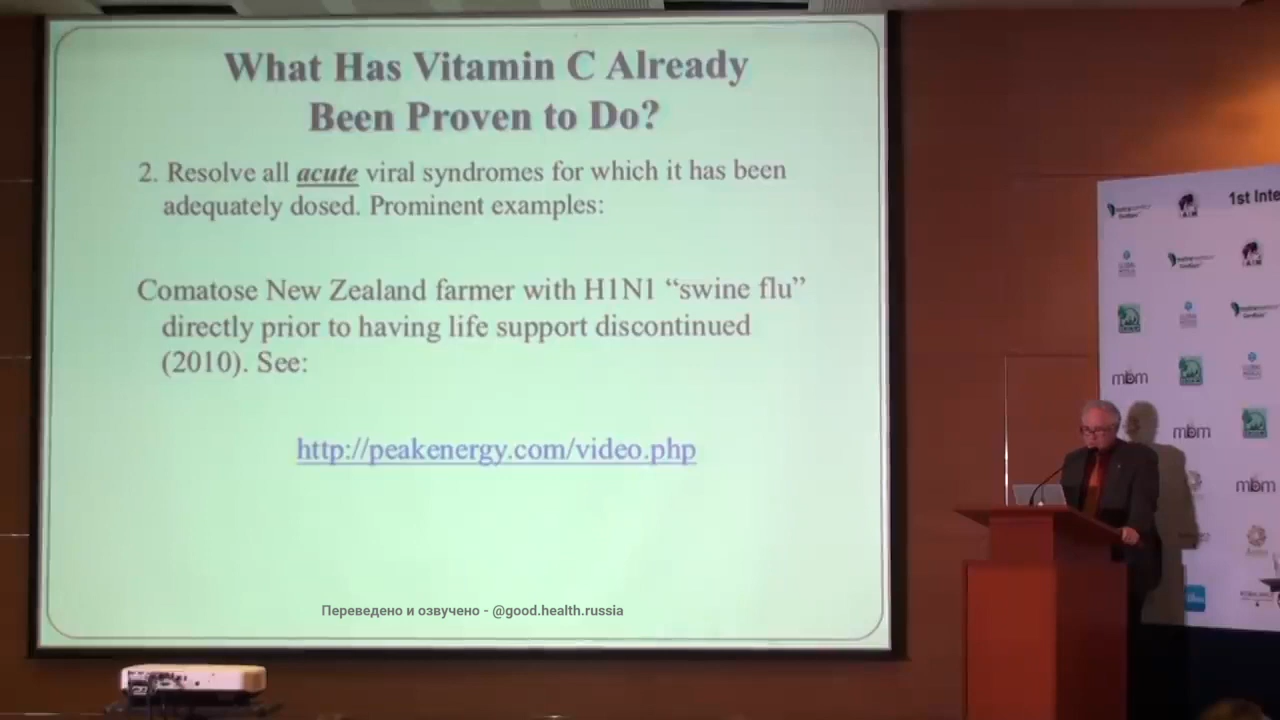 What Has Vitamin C Already
Been Proven to Do?
2. Resolve all acute viral syndromes for which it has been
adequately dosed. Prominent examples:
Comatose New Zealand farmer with H1N1 “swine flu”
directly prior to having life support discontinued
(2010). See:
http://peakenergy.com/video.php
Переведено и озвучено - @good.health.russia
1st Inte
mbm
mbm
mbm